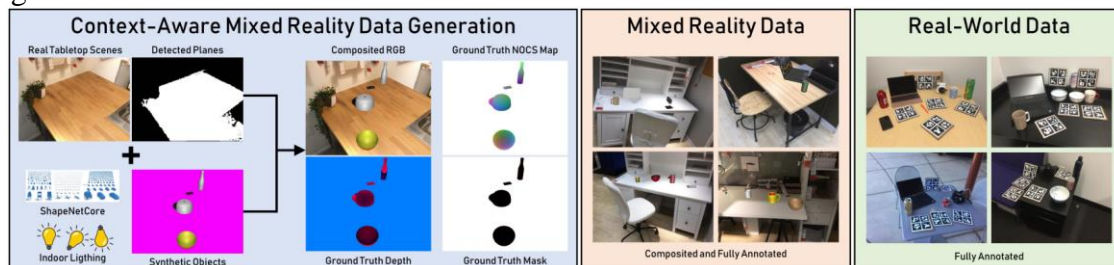 Context-Aware Mixed Reality Data Generation
Real Tabletop Scenes
Detected Planes
Composited RGB
Ground Truth NOCS Map
ShapeNetCore
Indoor Ligthing
Synthetic Objects
Ground Truth Depth
Ground Truth Mask
Mixed Reality Data
Composited and Fully Annotated
Real-World Data
Fully Annotated